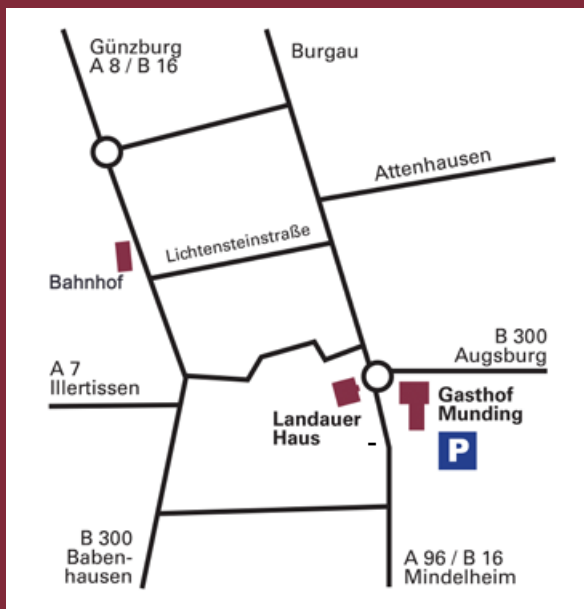 Günzburg
A 8 / B 16
Burgau
Attenhausen
Lichtensteinstraße
Bahnhof
B 300
Augsburg
A 7
Illertissen
Gasthof
Munding
Landauer
Haus
P
B 300
Baben-
hausen
A 96 / B 16
Mindelheim